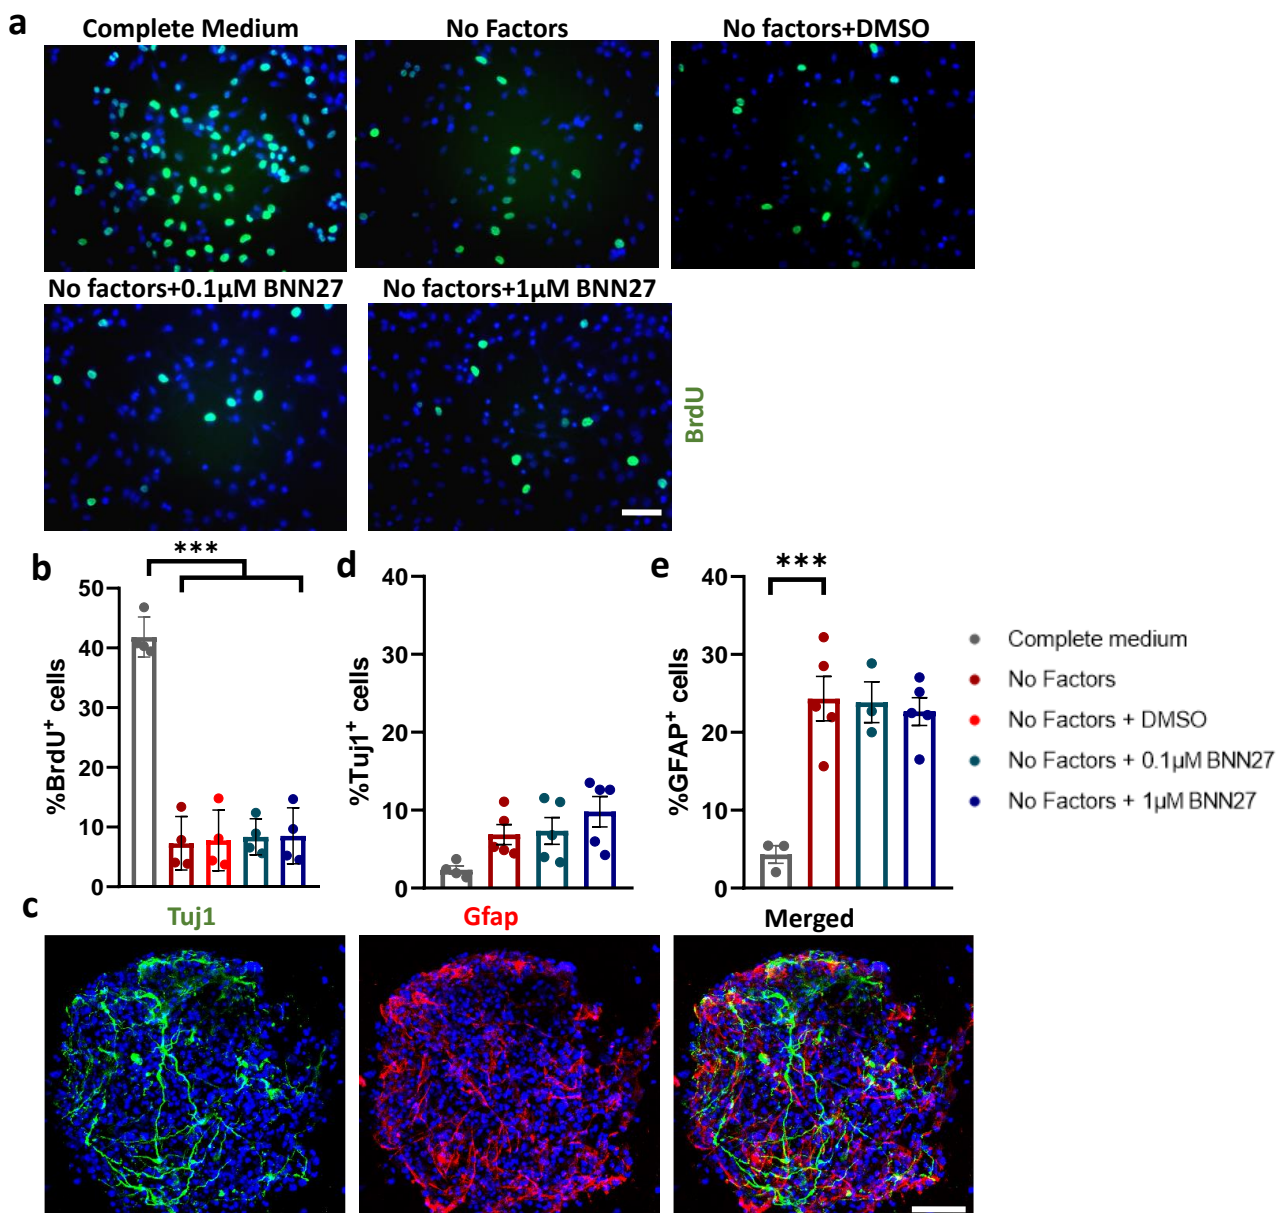 a
Complete Medium
No Factors
No factors+DMSO
No factors+0.1µM BNN27
No factors+1µM BNN27
BrdU
b
***
50
40
30
20
10
0
%BrdU+ cells
d
40
30
20
10
0
%Tuj1+ cells
e
***
40
30
20
10
0
%GFAP+ cells
Complete medium
No Factors
No Factors + DMSO
No Factors + 0.1µM BNN27
No Factors + 1µM BNN27
c
Tuj1
Gfap
Merged